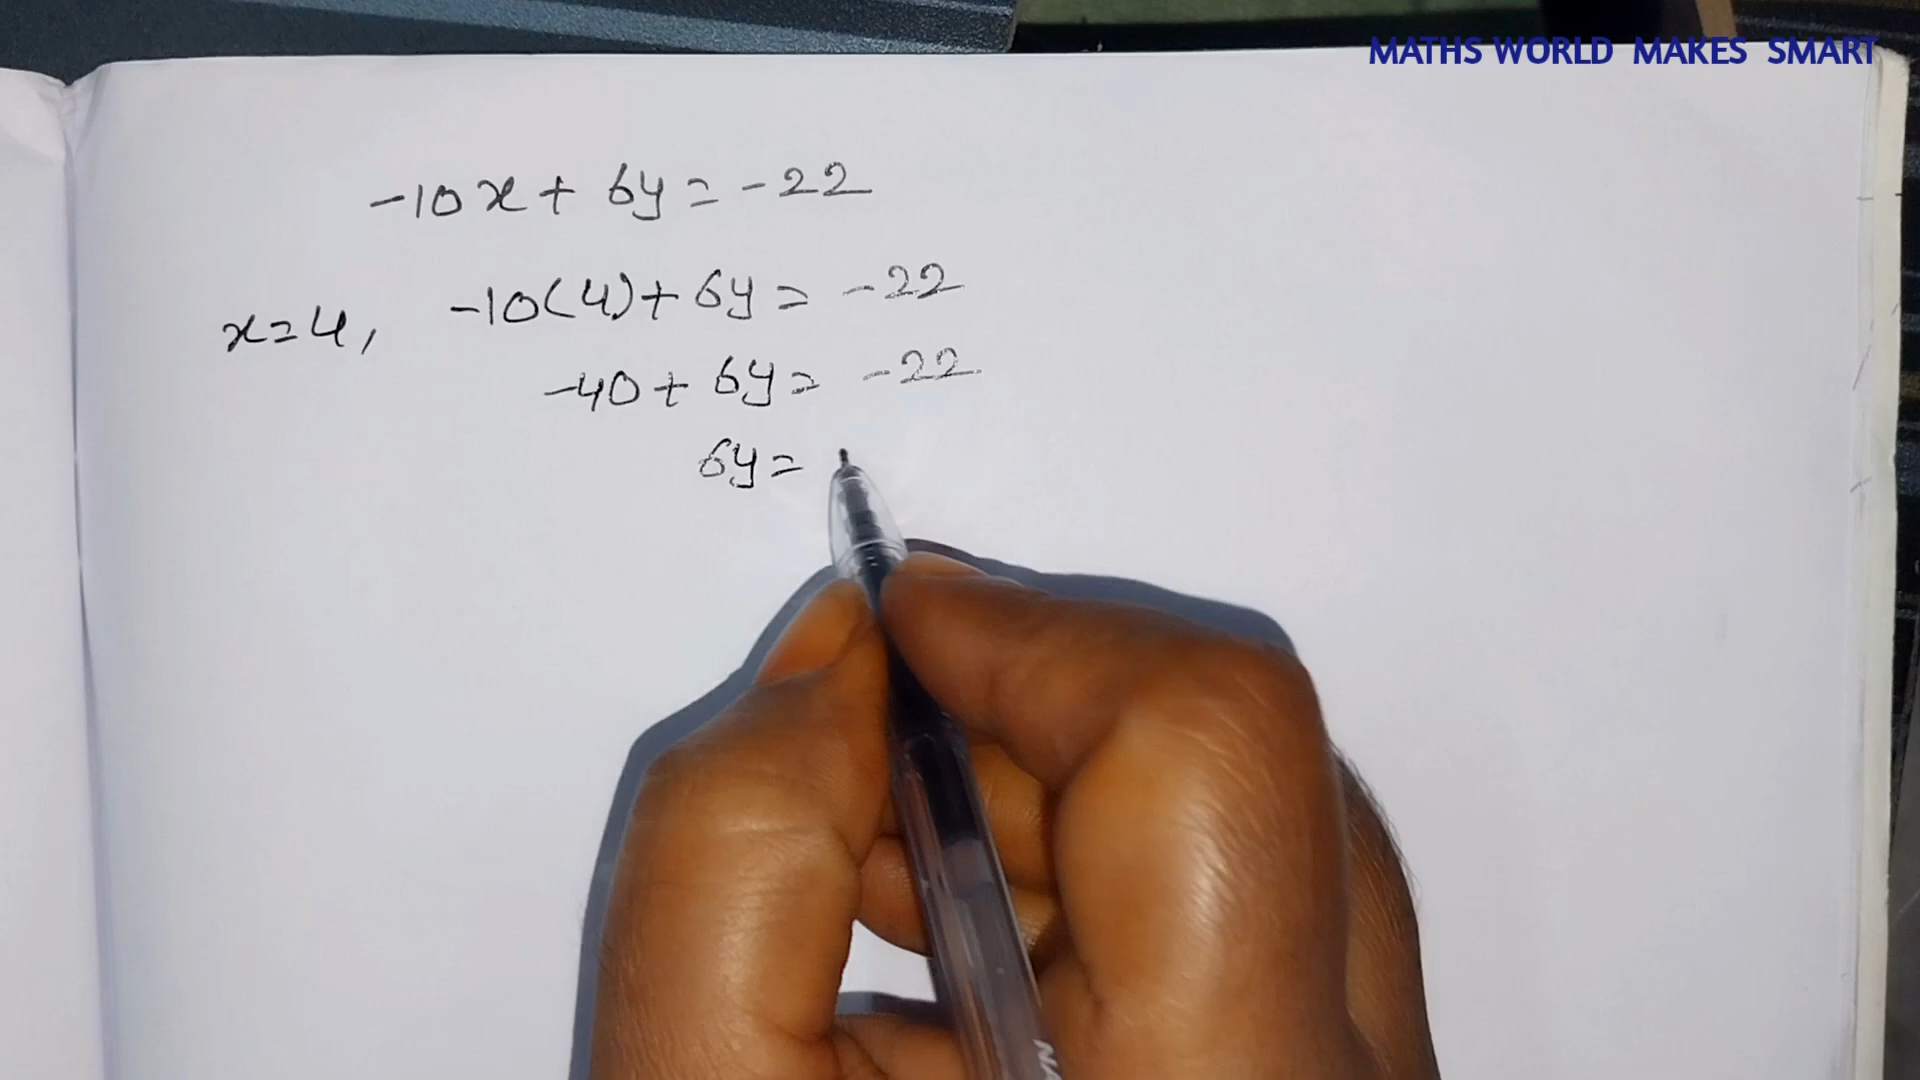 MATHS WORLD MAKES SMART
-10x + 6y = -22
x=4, -10(4)+ 6y = -22
-40 + 6y = -22
6y =